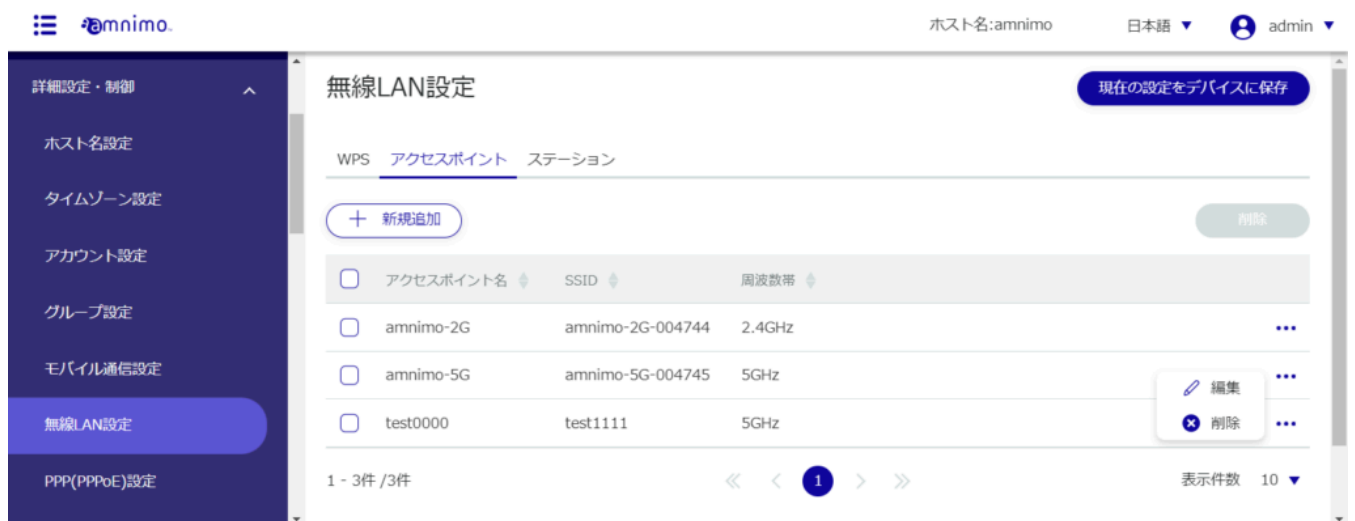 amnimo
ホスト名:amnimo
日本語 ▼
admin ▼
詳細設定・制御
ホスト名設定
タイムゾーン設定
アカウント設定
グループ設定
モバイル通信設定
無線LAN設定
PPP(PPPoE)設定
無線LAN設定
現在の設定をデバイスに保存
WPS アクセスポイント ステーション
新規追加
削除
アクセスポイント名 SSID 周波数帯
amnimo-2G amnimo-2G-004744 2.4GHz
amnimo-5G amnimo-5G-004745 5GHz
編集
test0000 test1111 5GHz
削除
1 - 3件 /3件
1
表示件数 10 ▼